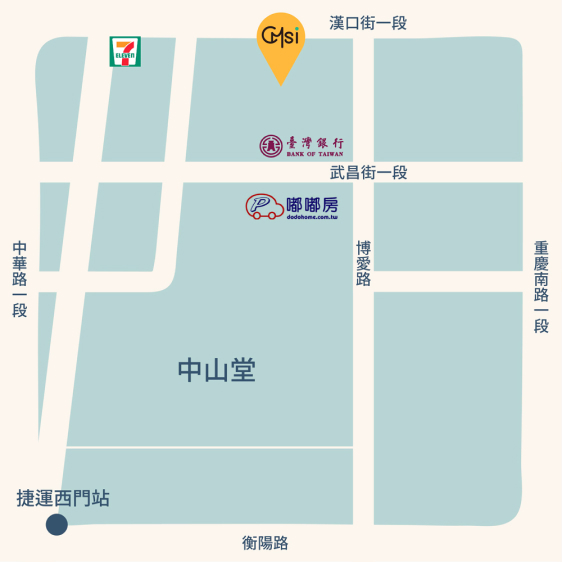 漢口街一段
CMsi
7
ELEVEn
臺灣銀行
BANK OF TAIWAN
武昌街一段
P
嘟嘟房
dodohome.com.tw
中華路一段
博愛路
重慶南路一段
中山堂
捷運西門站
衡陽路